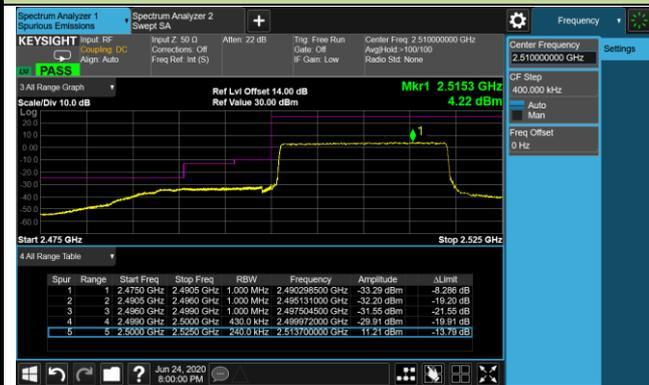 Spectrum Analyzer 1
Spurious Emissions
Spectrum Analyzer 2
Swept SA
+
Frequency
KEYSIGHT
Input: RF
Coupling: DC
Align: Auto
Input Z: 50 Ω
Corrections: Off
Freq Ref: Int (S)
Atten: 22 dB
Trig: Free Run
Gate: Off
IF Gain: Low
Center Freq: 2.510000000 GHz
Avg|Hold:>100/100
Radio Std: None
PASS
Center Frequency
2.510000000 GHz
Settings
CF Step
400.000 kHz
Auto
Man
Freq Offset
0 Hz
3 All Range Graph
Scale/Div 10.0 dB
Ref Lvl Offset 14.00 dB
Ref Value 30.00 dBm
Mkr1 2.5153 GHz
4.22 dBm
Log
20.0
10.0
0.00
-10.0
-20.0
-30.0
-40.0
-50.0
-60.0
1
Start 2.475 GHz
Stop 2.525 GHz
4 All Range Table
Spur Range Start Freq Stop Freq RBW Frequency Amplitude ΔLimit
1 1 2.4750 GHz 2.4905 GHz 1.000 MHz 2.490298500 GHz -33.29 dBm -8.286 dB
2 2 2.4905 GHz 2.4960 GHz 1.000 MHz 2.495131000 GHz -32.20 dBm -19.20 dB
3 3 2.4960 GHz 2.4990 GHz 1.000 MHz 2.497504500 GHz -31.55 dBm -21.55 dB
4 4 2.4990 GHz 2.5000 GHz 430.0 kHz 2.499972000 GHz -29.91 dBm -19.91 dB
5 5 2.5000 GHz 2.5250 GHz 240.0 kHz 2.513700000 GHz 11.21 dBm -13.79 dB
?
Jun 24, 2020
8:00:00 PM